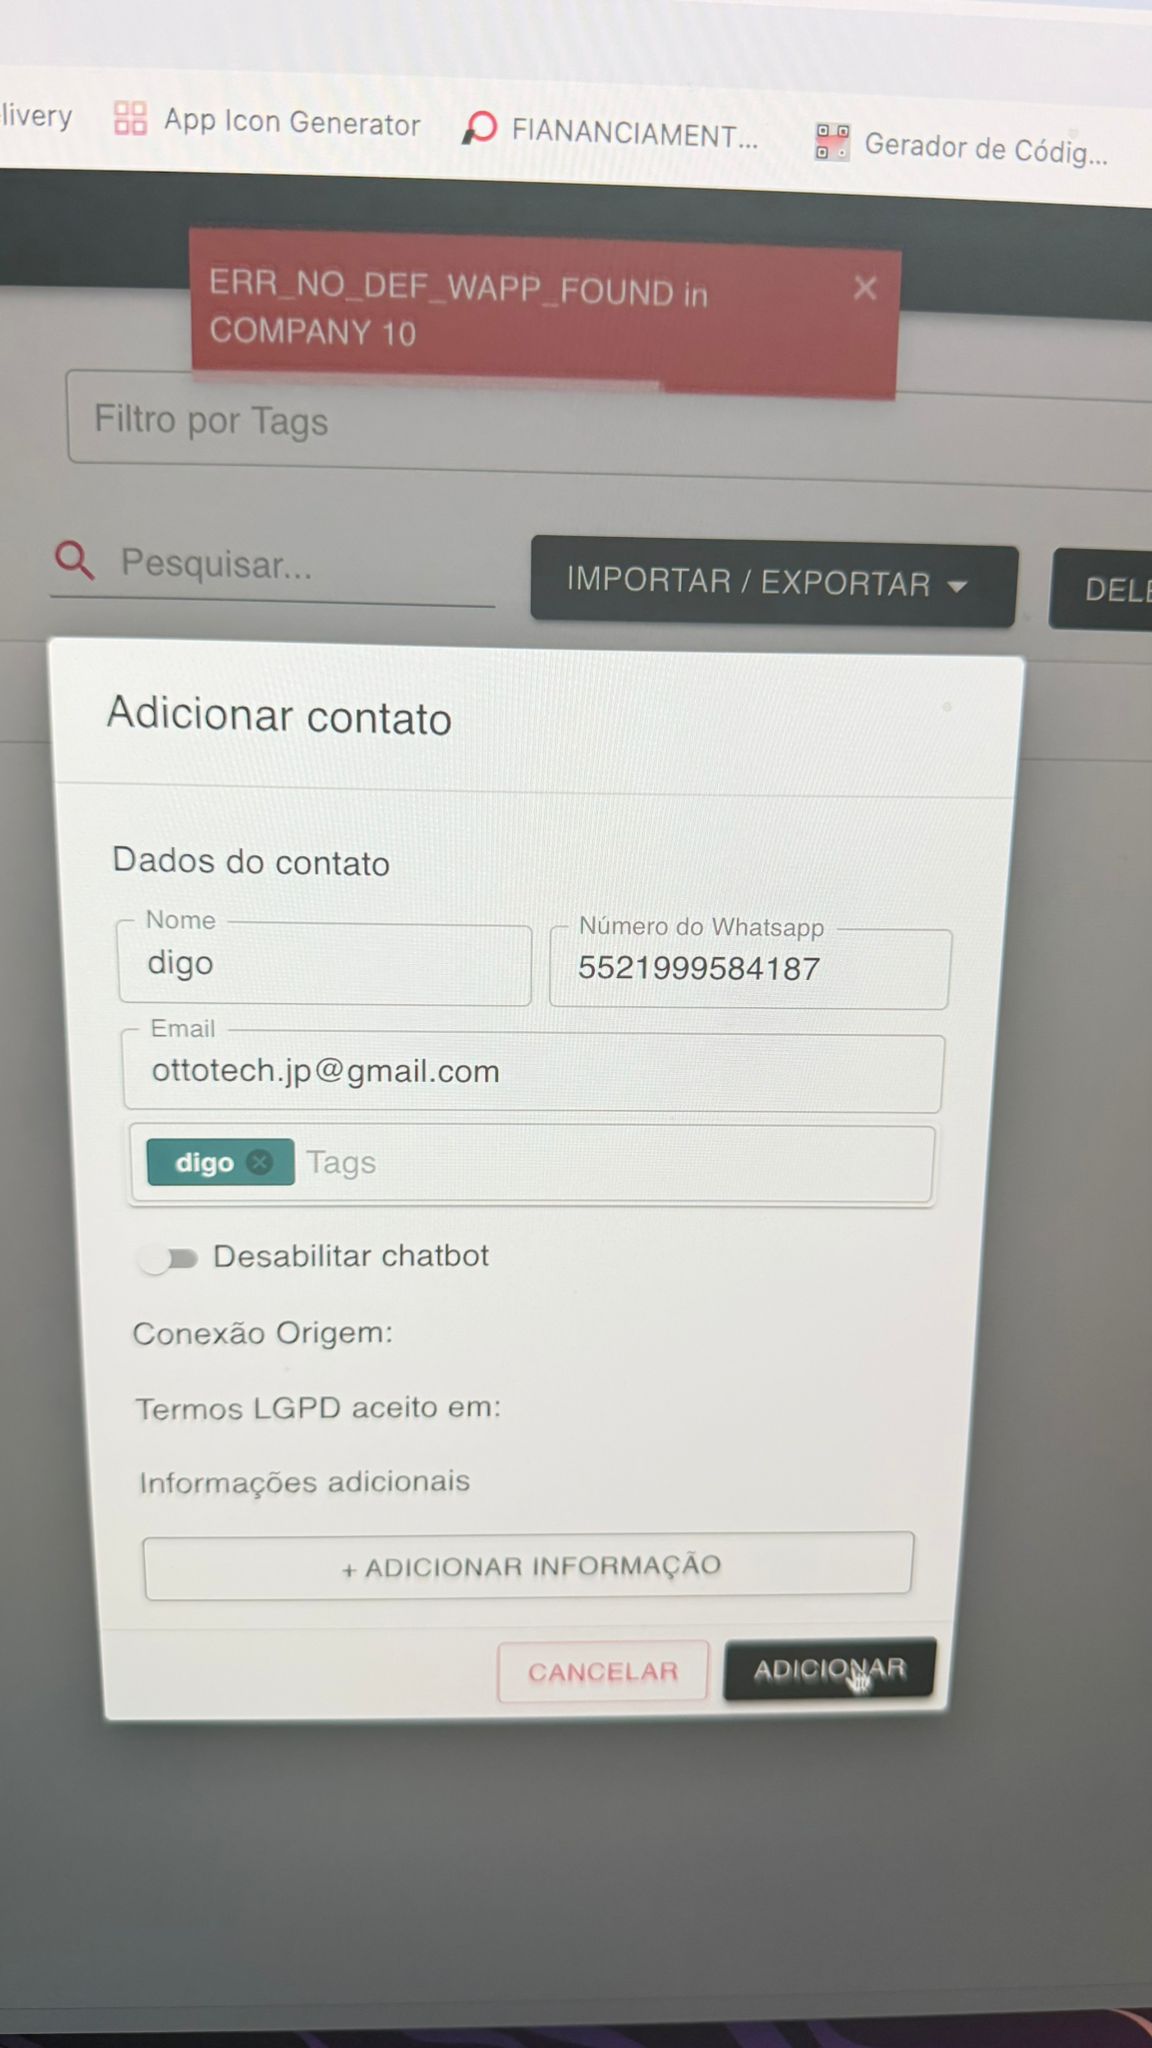 livery
App Icon Generator
FIANANCIAMENT...
Gerador de Códig...
ERR_NO_DEF_WAPP_FOUND in
COMPANY 10
Filtro por Tags
Pesquisar...
IMPORTAR / EXPORTAR
DELE
Adicionar contato
Dados do contato
Nome
digo
Número do Whatsapp
5521999584187
Email
ottotech.jp@gmail.com
digo
Tags
Desabilitar chatbot
Conexão Origem:
Termos LGPD aceito em:
Informações adicionais
+ ADICIONAR INFORMAÇÃO
CANCELAR
ADICIONAR